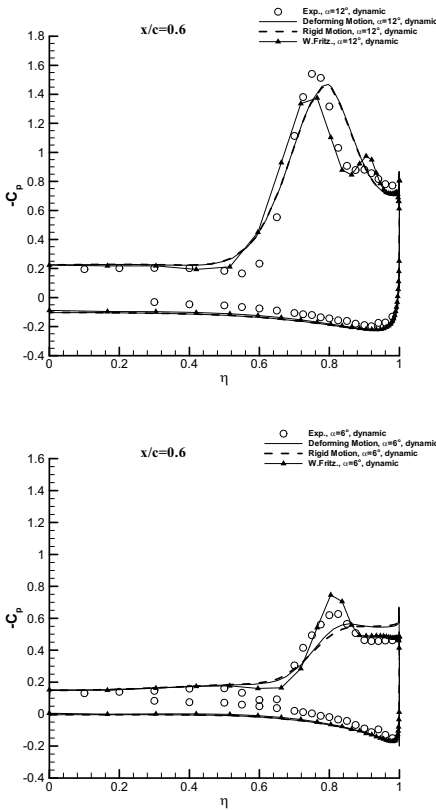 Exp., α=12°, dynamic
Deforming Motion, α=12°, dynamic
Rigid Motion, α=12°, dynamic
W.Fritz, α=12°, dynamic
x/c=0.6
1.8
1.6
1.4
1.2
1
0.8
0.6
0.4
0.2
0
-0.2
-0.4
-Cp
0 0.2 0.4 0.6 0.8 1
η
Exp., α=6°, dynamic
Deforming Motion, α=6°, dynamic
Rigid Motion, α=6°, dynamic
W.Fritz., α=6°, dynamic
x/c=0.6
1.6
1.4
1.2
1
0.8
0.6
0.4
0.2
0
-0.2
-0.4
-Cp
0 0.2 0.4 0.6 0.8 1
η